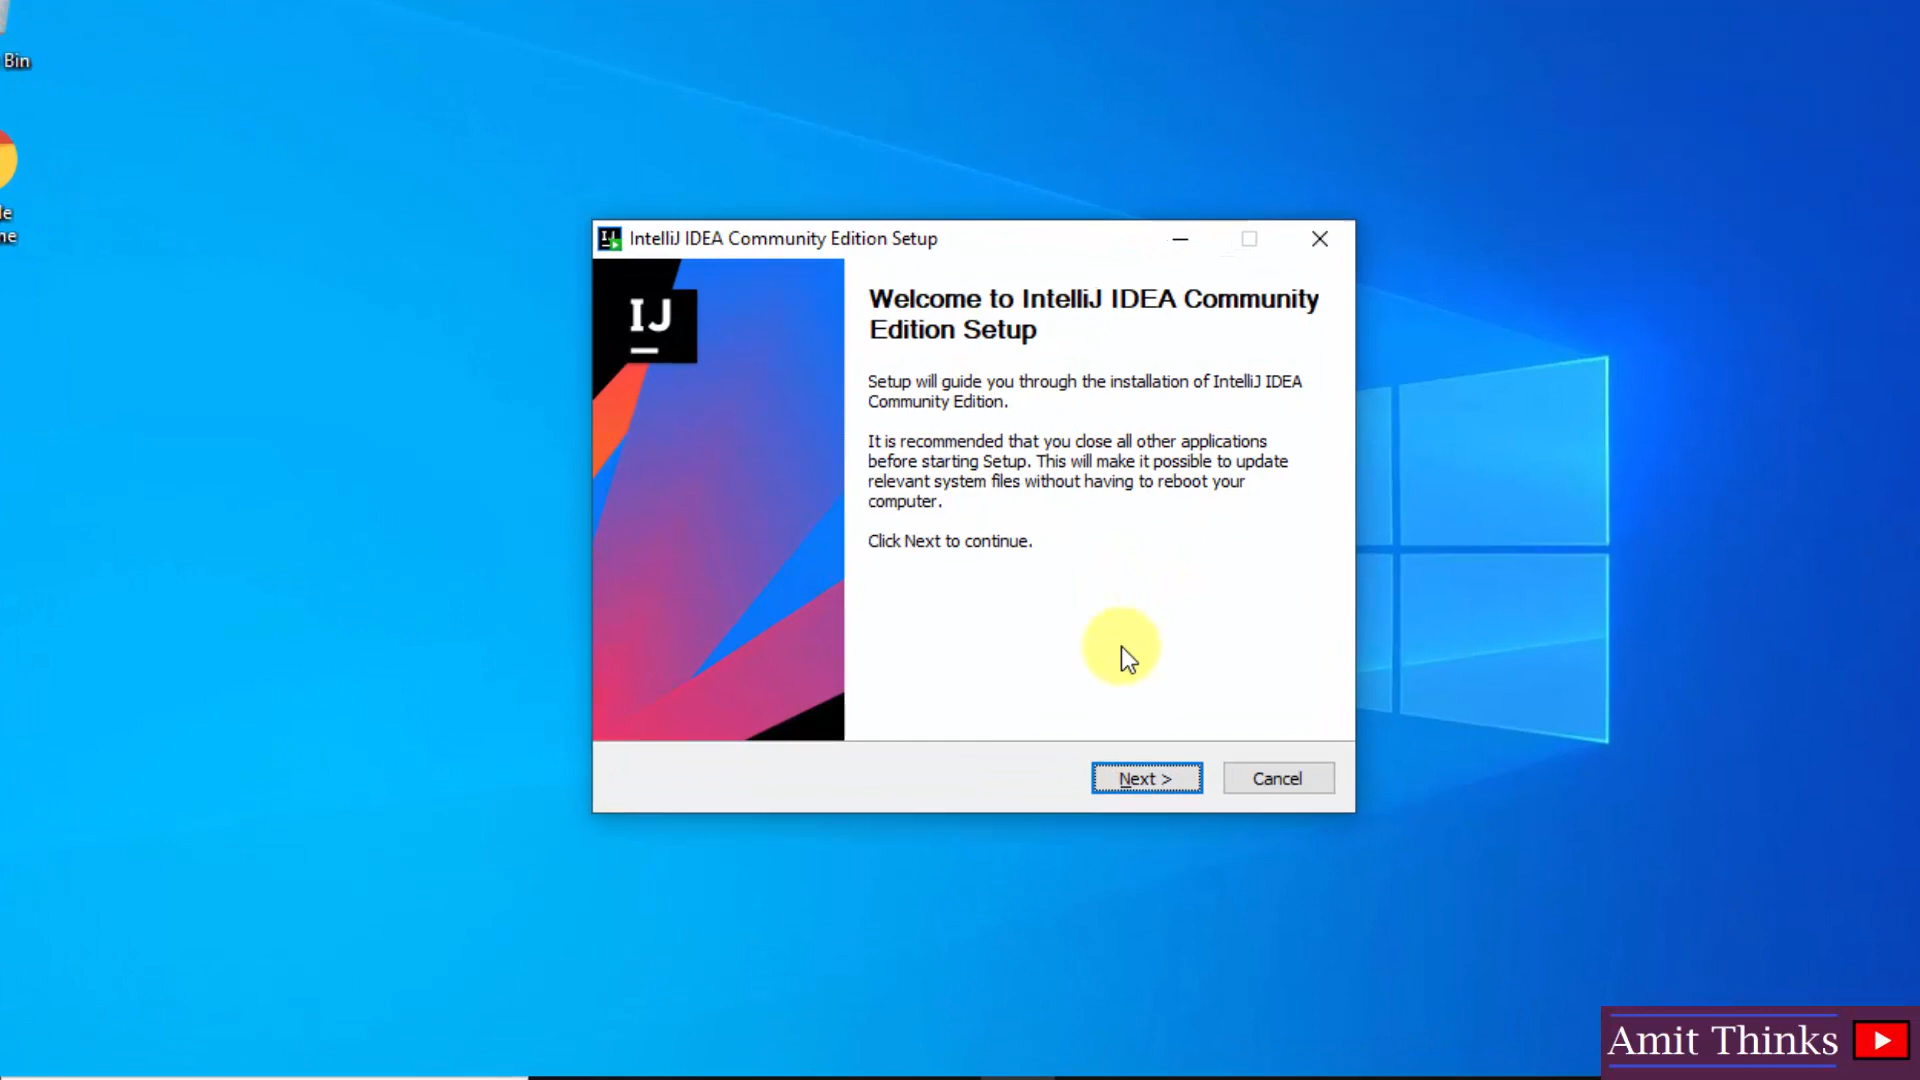 Bin
le
ne
IntelliJ IDEA Community Edition Setup
IJ
Welcome to IntelliJ IDEA Community
Edition Setup
Setup will guide you through the installation of IntelliJ IDEA
Community Edition.
It is recommended that you close all other applications
before starting Setup. This will make it possible to update
relevant system files without having to reboot your
computer.
Click Next to continue.
Next >
Cancel
Amit Thinks